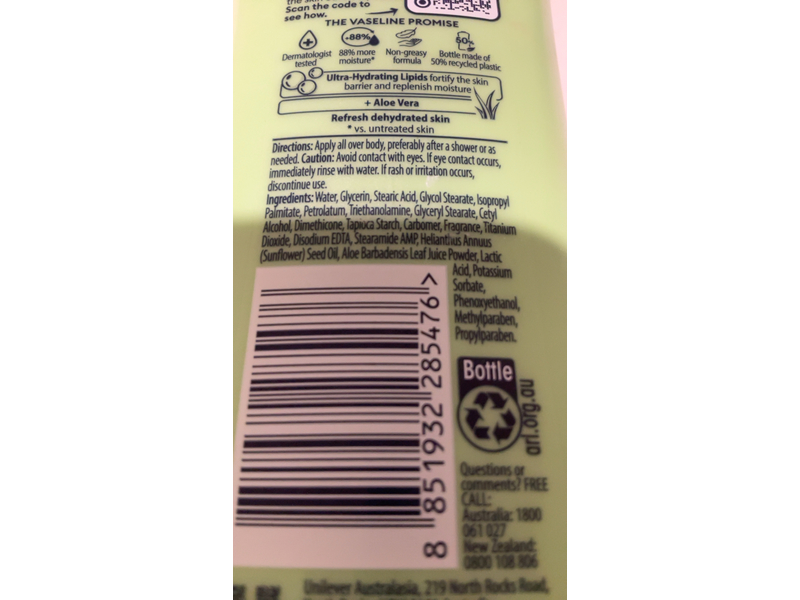 Scan the code to
see how.
THE VASELINE PROMISE
+88%
50%
Dermatologist
tested
88% more
moisture*
Non-greasy
formula
Bottle made of
50% recycled plastic
Ultra-Hydrating Lipids fortify the skin
barrier and replenish moisture
+ Aloe Vera
Refresh dehydrated skin
* vs. untreated skin
Directions: Apply all over body, preferably after a shower or as
needed. Caution: Avoid contact with eyes. If eye contact occurs,
immediately rinse with water. If rash or irritation occurs,
discontinue use.
Ingredients: Water, Glycerin, Stearic Acid, Glycol Stearate, Isopropyl
Palmitate, Petrolatum, Triethanolamine, Glyceryl Stearate, Cetyl
Alcohol, Dimethicone, Tapioca Starch, Carbomer, Fragrance, Titanium
Dioxide, Disodium EDTA, Stearamide AMP, Helianthus Annuus
(Sunflower) Seed Oil, Aloe Barbadensis Leaf Juice Powder, Lactic
Acid, Potassium
Sorbate,
Phenoxyethanol,
Methylparaben,
Propylparaben.
8 851932 285476 >
Bottle
arl.org.au
Questions or
comments? FREE
CALL:
Australia: 1800
061 027
New Zealand:
0800 108 806
Unilever Australasia, 219 North Rocks Road,